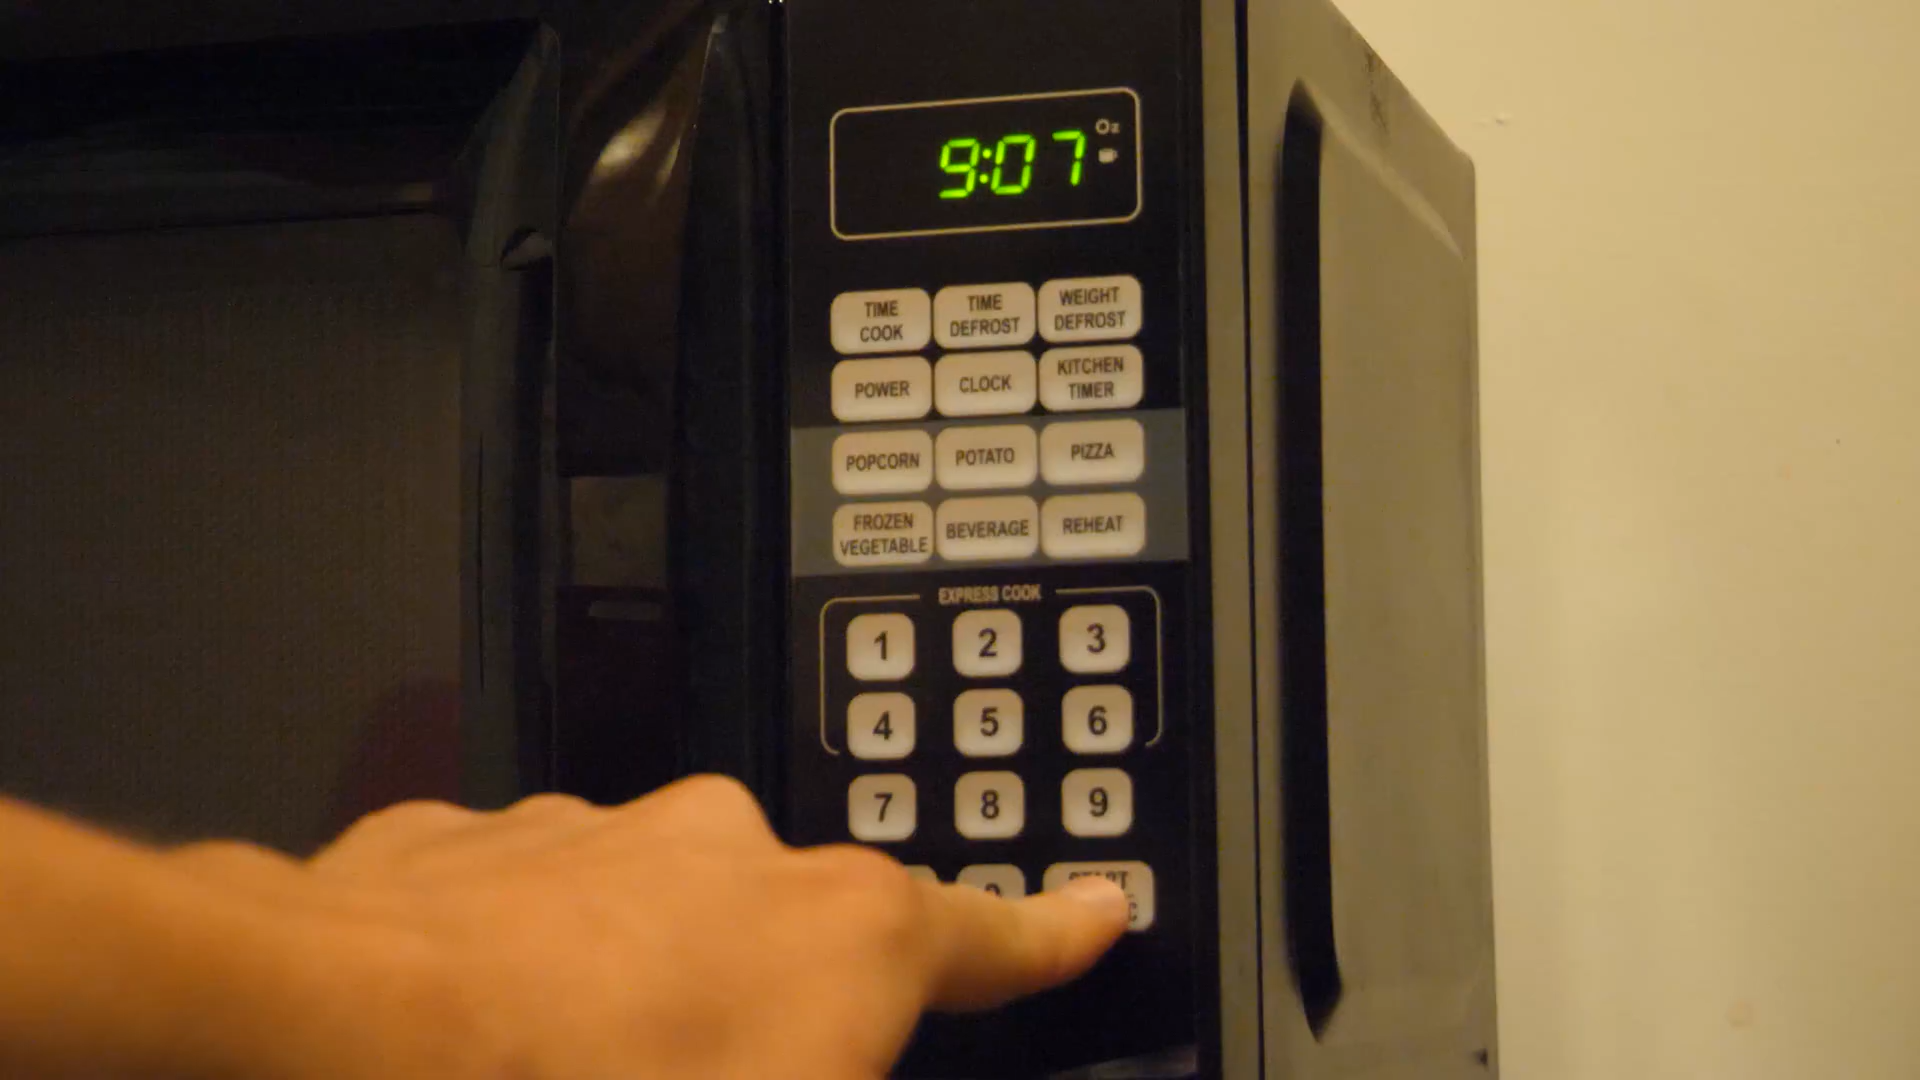 9:07
Oz
TIME
COOK
TIME
DEFROST
WEIGHT
DEFROST
POWER
CLOCK
KITCHEN
TIMER
POPCORN
POTATO
PIZZA
FROZEN
VEGETABLE
BEVERAGE
REHEAT
EXPRESS COOK
1
2
3
4
5
6
7
8
9
START